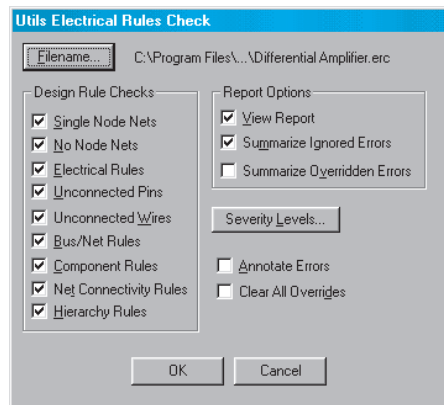 Utils Electrical Rules Check
Filename...
C:\Program Files\...\Differential Amplifier.erc
Design Rule Checks
Single Node Nets
No Node Nets
Electrical Rules
Unconnected Pins
Unconnected Wires
Bus/Net Rules
Component Rules
Net Connectivity Rules
Hierarchy Rules
Report Options
View Report
Summarize Ignored Errors
Summarize Overridden Errors
Severity Levels...
Annotate Errors
Clear All Overrides
OK
Cancel